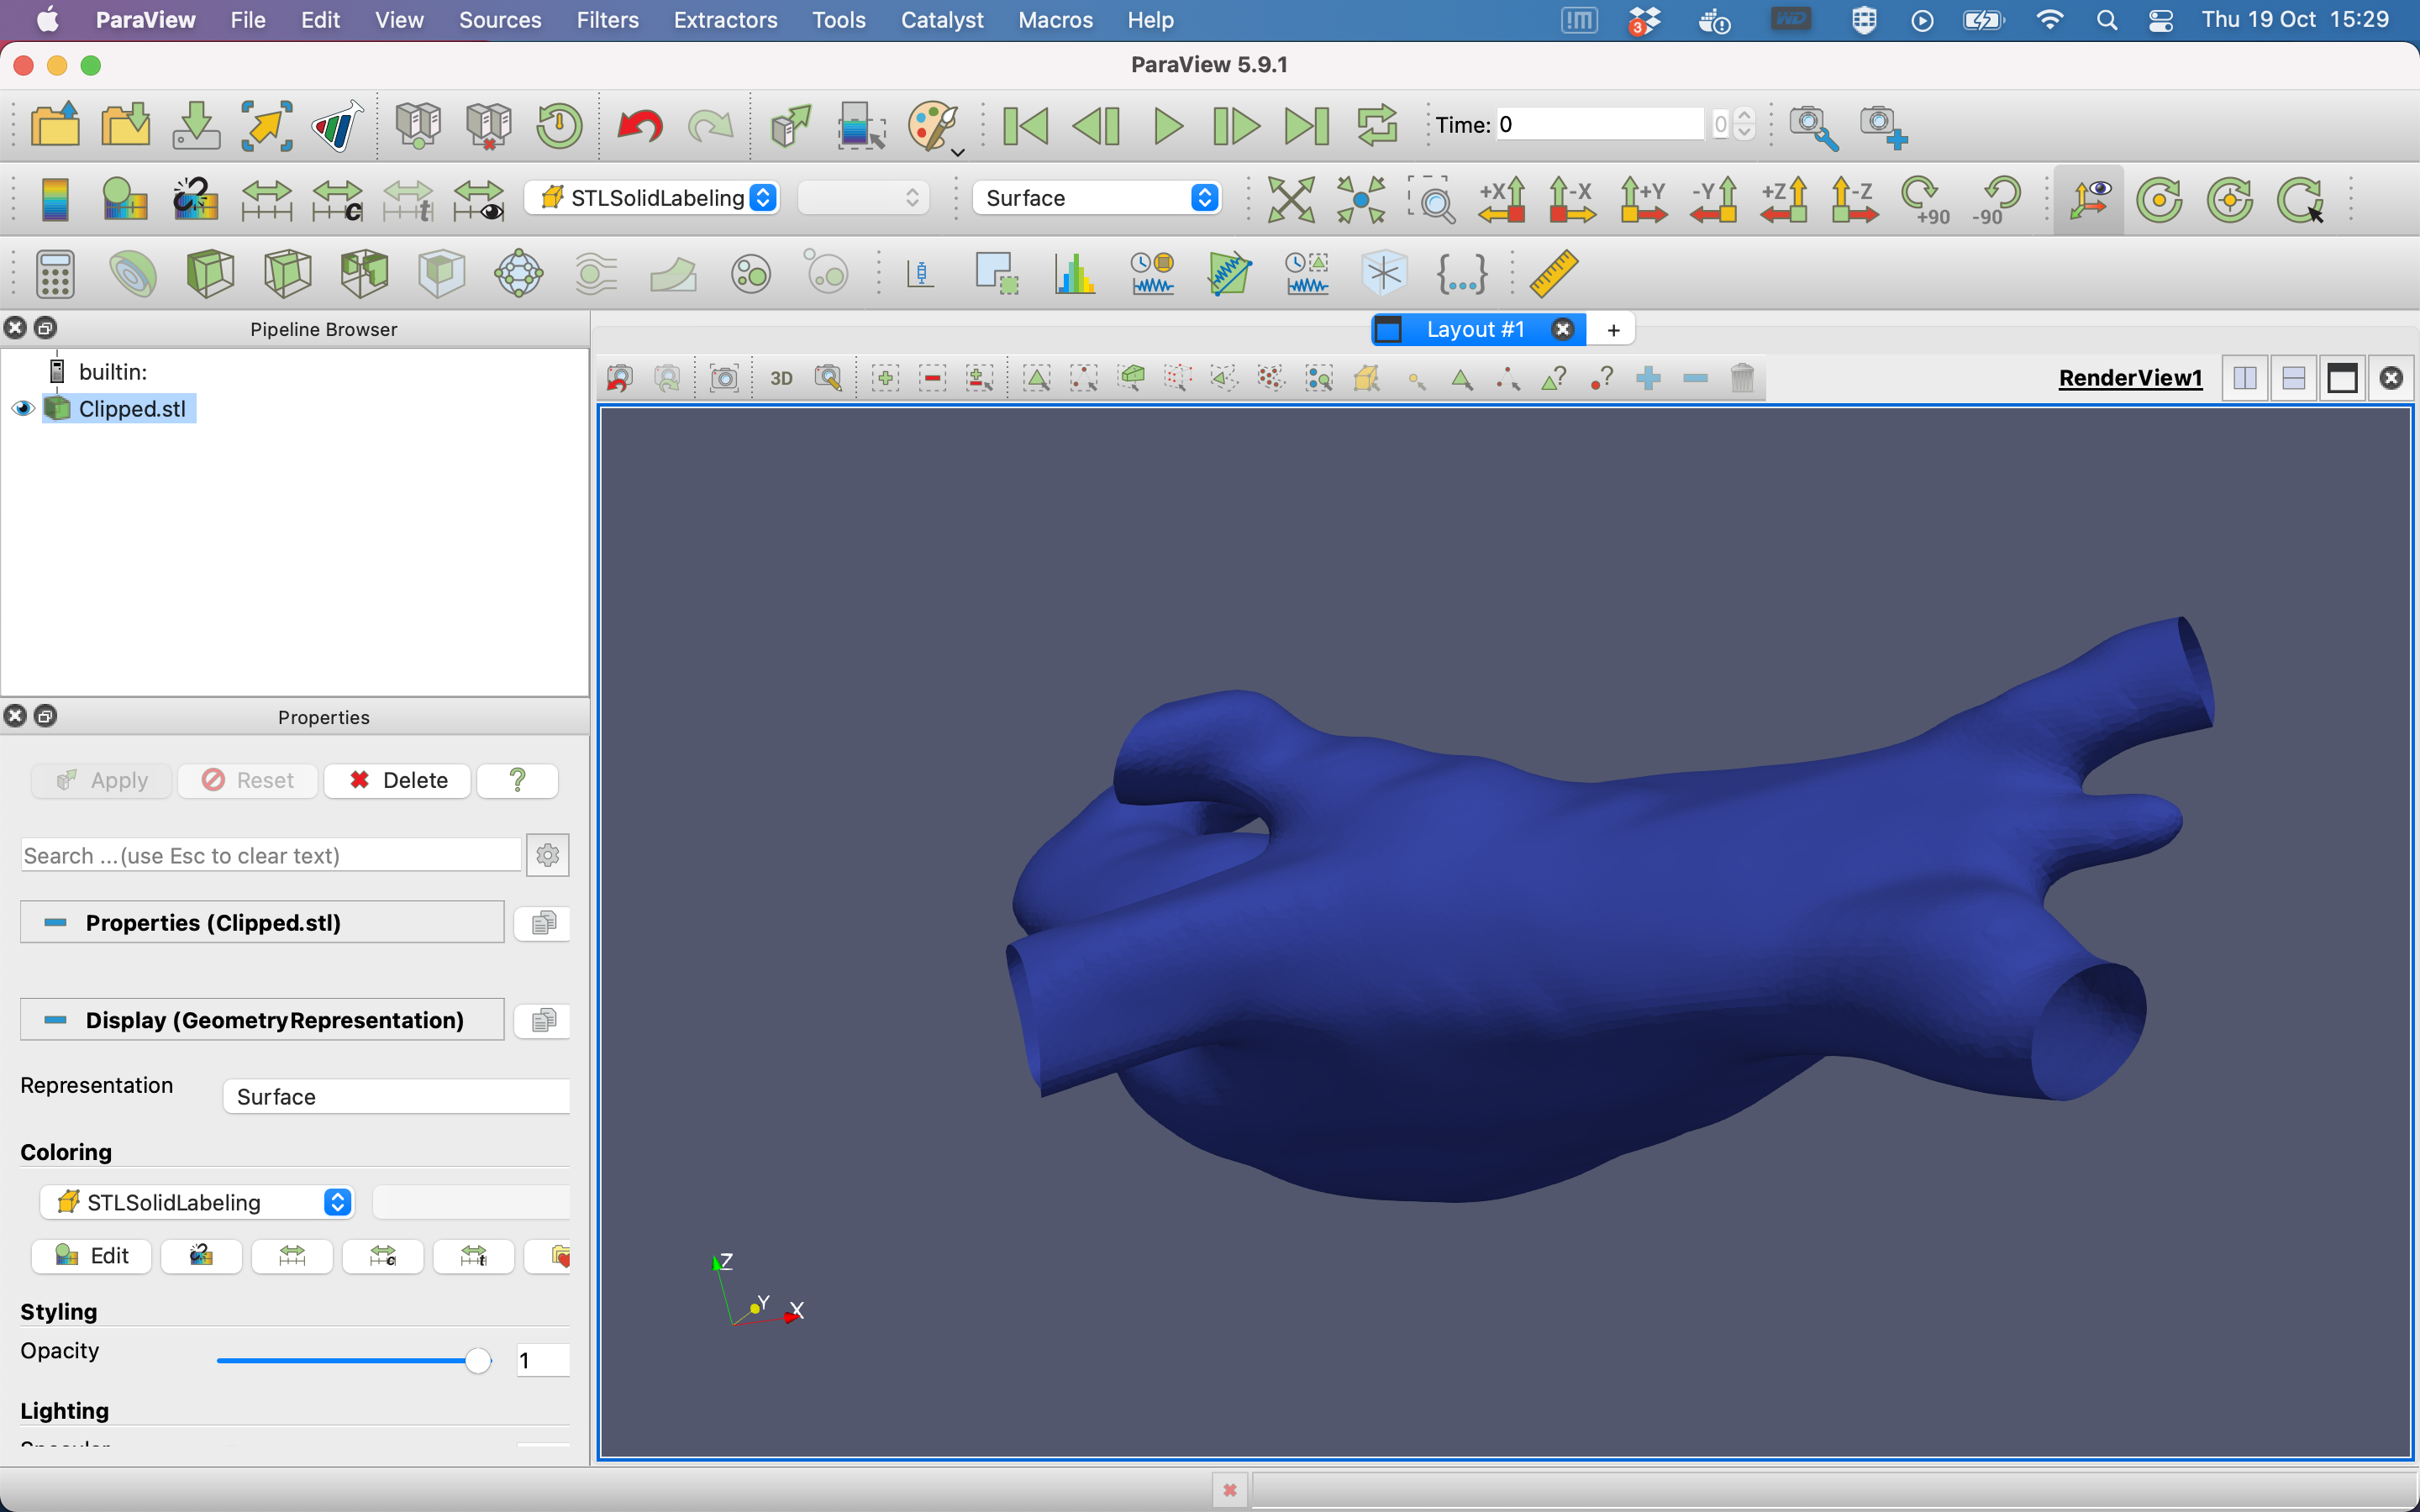 ParaView File Edit View Sources Filters Extractors Tools Catalyst Macros Help 3 WD Thu 19 Oct 15:29
ParaView 5.9.1
Time: 0 0
c t STLSolidLabeling Surface +X -X +Y -Y +Z -Z +90 -90
{...}
Pipeline Browser Layout #1 +
builtin: 3D RenderView1
Clipped.stl
Properties
Apply Reset Delete ?
Search ...(use Esc to clear text)
Properties (Clipped.stl)
Display (GeometryRepresentation)
Representation Surface
Coloring
STLSolidLabeling
Edit c t
Styling
Opacity 1
Lighting
Z
Y
X